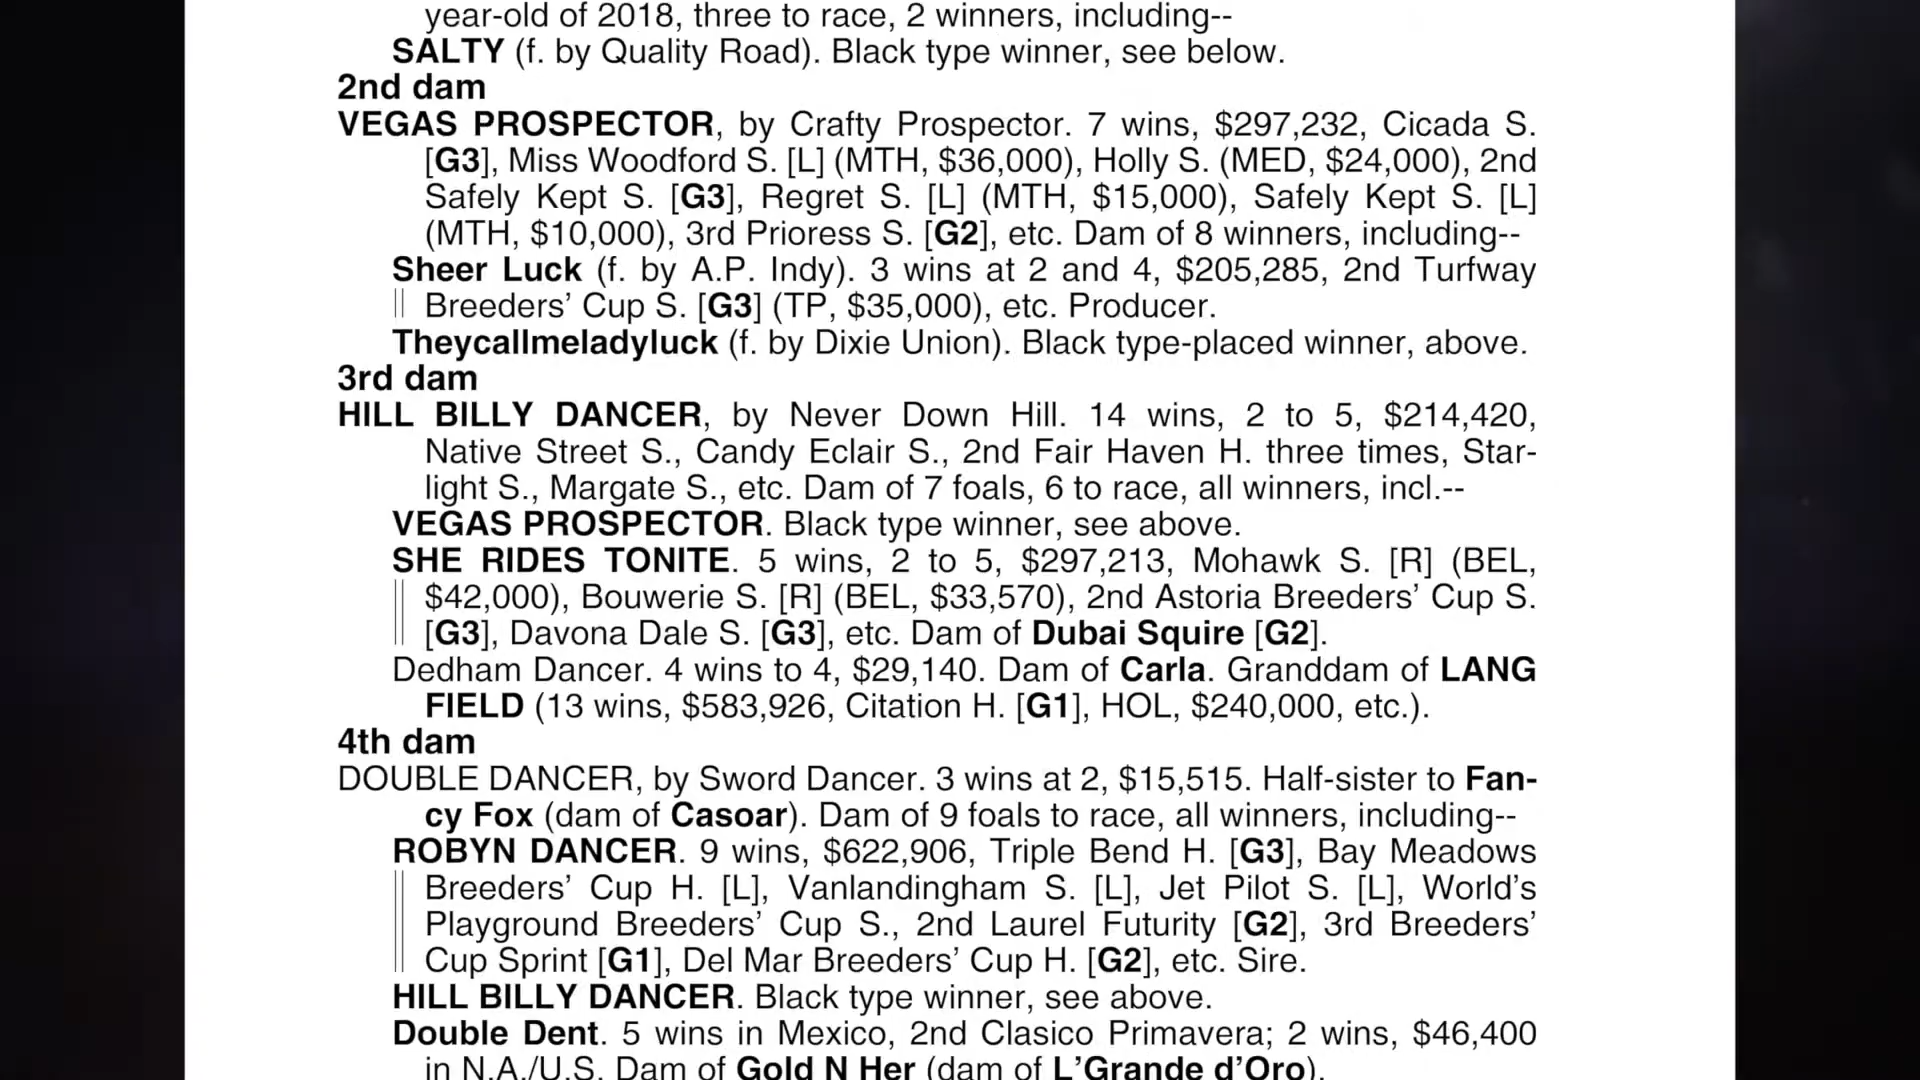 year-old of 2018, three to race, 2 winners, including--
SALTY (f. by Quality Road). Black type winner, see below.
2nd dam
VEGAS PROSPECTOR, by Crafty Prospector. 7 wins, $297,232, Cicada S.
[G3], Miss Woodford S. [L] (MTH, $36,000), Holly S. (MED, $24,000), 2nd
Safely Kept S. [G3], Regret S. [L] (MTH, $15,000), Safely Kept S. [L]
(MTH, $10,000), 3rd Prioress S. [G2], etc. Dam of 8 winners, including--
Sheer Luck (f. by A.P. Indy). 3 wins at 2 and 4, $205,285, 2nd Turfway
Breeders’ Cup S. [G3] (TP, $35,000), etc. Producer.
Theycallmeladyluck (f. by Dixie Union). Black type-placed winner, above.
3rd dam
HILL BILLY DANCER, by Never Down Hill. 14 wins, 2 to 5, $214,420,
Native Street S., Candy Eclair S., 2nd Fair Haven H. three times, Star-
light S., Margate S., etc. Dam of 7 foals, 6 to race, all winners, incl.--
VEGAS PROSPECTOR. Black type winner, see above.
SHE RIDES TONITE. 5 wins, 2 to 5, $297,213, Mohawk S. [R] (BEL,
$42,000), Bouwerie S. [R] (BEL, $33,570), 2nd Astoria Breeders’ Cup S.
[G3], Davona Dale S. [G3], etc. Dam of Dubai Squire [G2].
Dedham Dancer. 4 wins to 4, $29,140. Dam of Carla. Granddam of LANG
FIELD (13 wins, $583,926, Citation H. [G1], HOL, $240,000, etc.).
4th dam
DOUBLE DANCER, by Sword Dancer. 3 wins at 2, $15,515. Half-sister to Fan-
cy Fox (dam of Casoar). Dam of 9 foals to race, all winners, including--
ROBYN DANCER. 9 wins, $622,906, Triple Bend H. [G3], Bay Meadows
Breeders’ Cup H. [L], Vanlandingham S. [L], Jet Pilot S. [L], World’s
Playground Breeders’ Cup S., 2nd Laurel Futurity [G2], 3rd Breeders’
Cup Sprint [G1], Del Mar Breeders’ Cup H. [G2], etc. Sire.
HILL BILLY DANCER. Black type winner, see above.
Double Dent. 5 wins in Mexico, 2nd Clasico Primavera; 2 wins, $46,400
in N.A./U.S. Dam of Gold N Her (dam of L’Grande d’Oro).